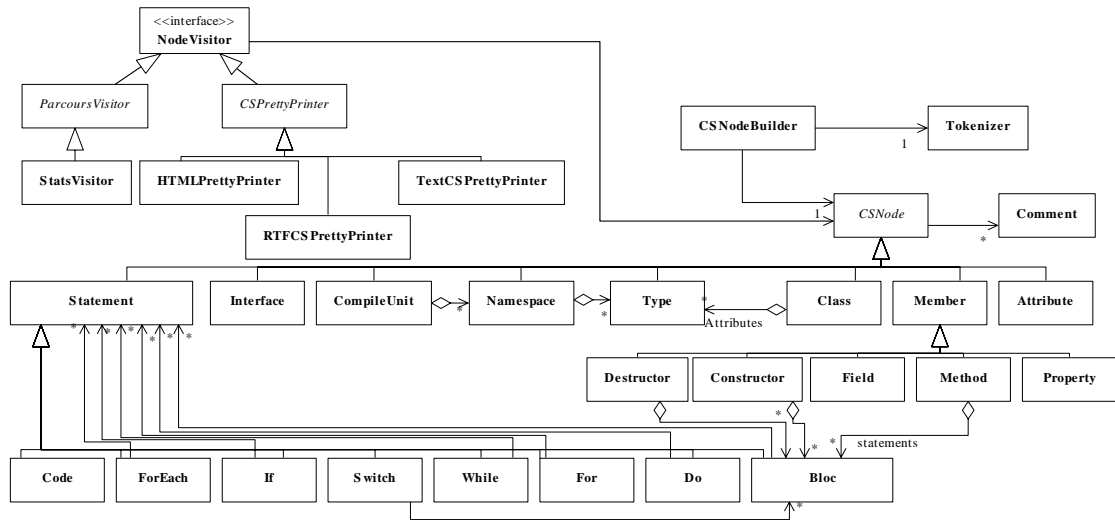 <<interface>>
NodeVisitor
ParcoursVisitor
CSPrettyPrinter
CSNodeBuilder
1
Tokenizer
StatsVisitor
HTMLPrettyPrinter
TextCSPrettyPrinter
RTFCSPrettyPrinter
1
CSNode
*
Comment
Statement
Interface
CompileUnit
*
Namespace
*
Type
*
Attributes
Class
Member
Attribute
* * * * * *
Destructor
Constructor
Field
Method
Property
*
*
*
statements
Code
ForEach
If
Switch
While
For
Do
Bloc
*